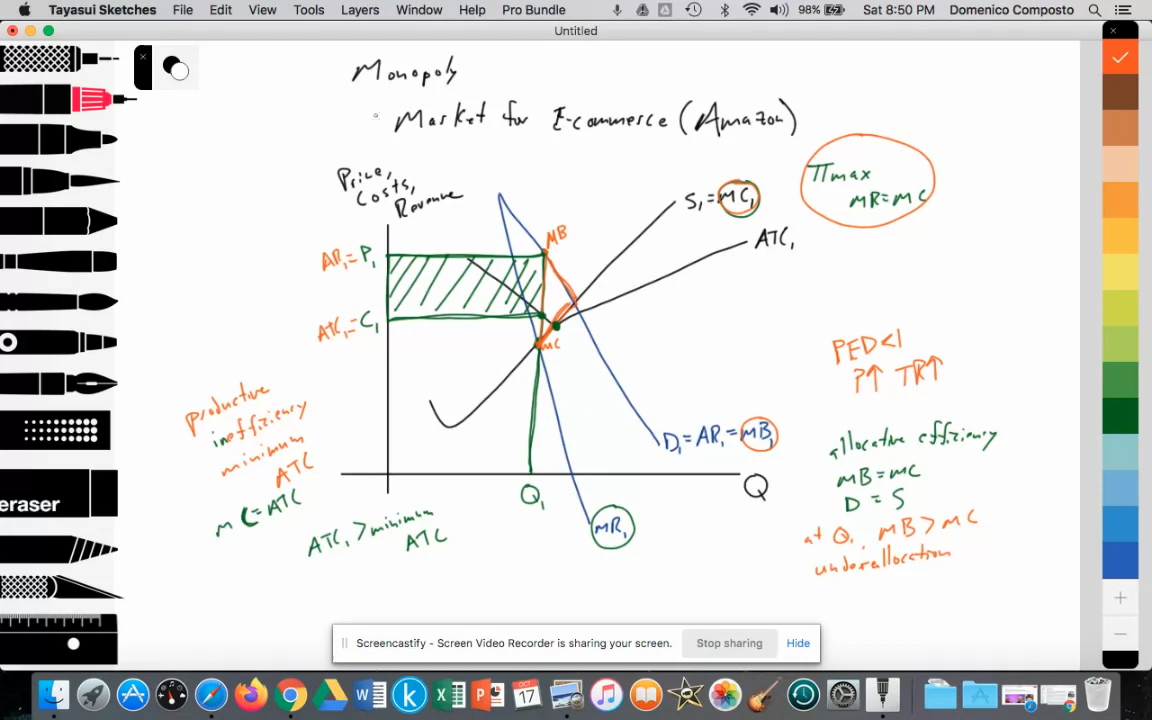 Tayasui Sketches File Edit View Tools Layers Window Help Pro Bundle 98% Sat 8:50 PM Domenico Composto
Untitled
Monopoly
Market for E-commerce (Amazon)
Price,
Costs,
Revenue
πmax
MR=MC
S₁=MC₁
ATC₁
MB
AR₁=P₁
ATC₁=C₁
MC
PED<1
P↑ TR↑
productive
inefficiency
minimum
ATC
MC=ATC
D₁=AR₁=MB₁
allocative efficiency
MB=MC
D=S
at Q₁, MB>MC
underallocation
Q
Q₁
MR₁
ATC₁>minimum
ATC
eraser
Screencastify - Screen Video Recorder is sharing your screen. Stop sharing Hide
OCT
17